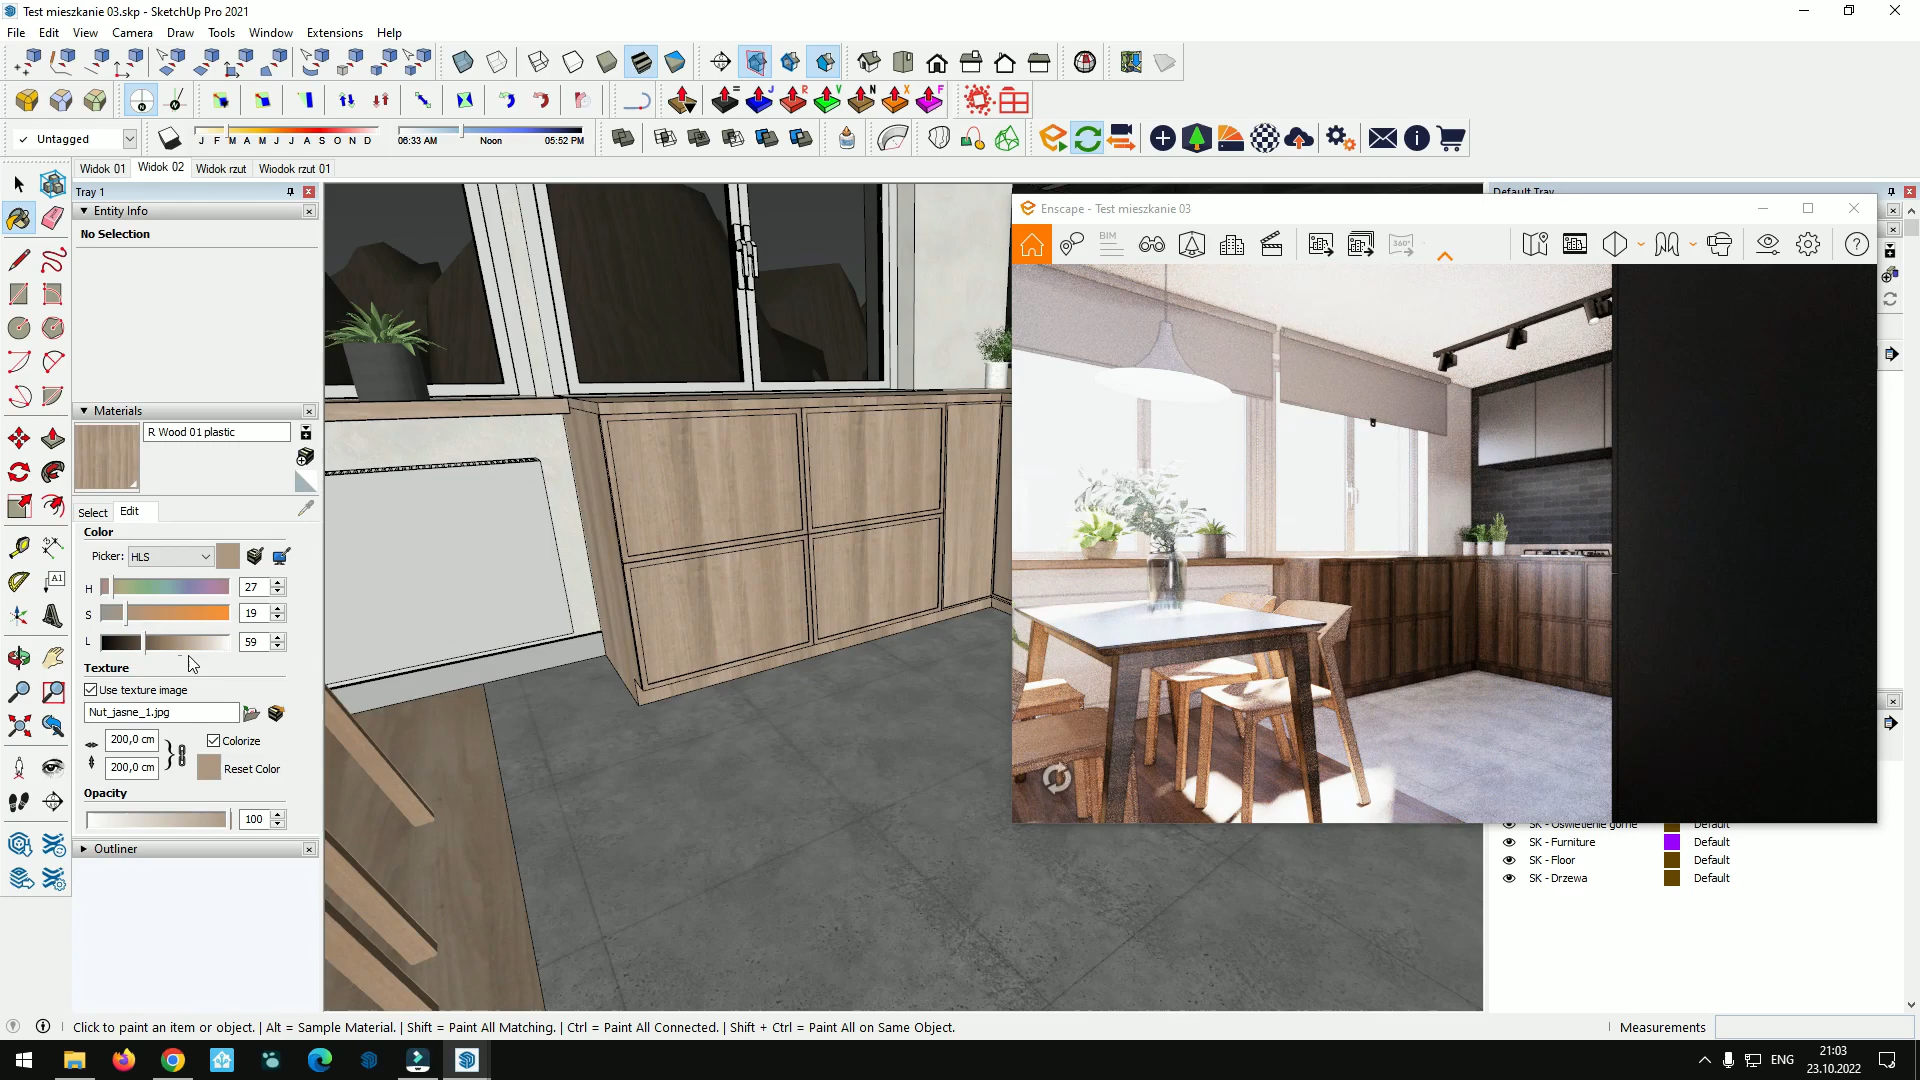 Test mieszkanie 03.skp - SketchUp Pro 2021
File Edit View Camera Draw Tools Window Extensions Help
= J R V N X F
Untagged
J F M A M J J A S O N D
06:33 AM Noon 05:52 PM
Widok 01 Widok 02 Widok rzut Wiodok rzut 01
Tray 1
Default Tray
Entity Info
No Selection
Enscape - Test mieszkanie 03
BIM
360°
Materials
R Wood 01 plastic
Select Edit
Color
Picker: HLS
H 27
S 19
L 59
Texture
Use texture image
Nut_jasne_1.jpg
200,0 cm
Colorize
200,0 cm
Reset Color
Opacity
100
A1
Outliner
SK - Oswietlenie gorne Default
SK - Furniture Default
SK - Floor Default
SK - Drzewa Default
Click to paint an item or object. | Alt = Sample Material. | Shift = Paint All Matching. | Ctrl = Paint All Connected. | Shift + Ctrl = Paint All on Same Object.
Measurements
ENG
21:03
23.10.2022